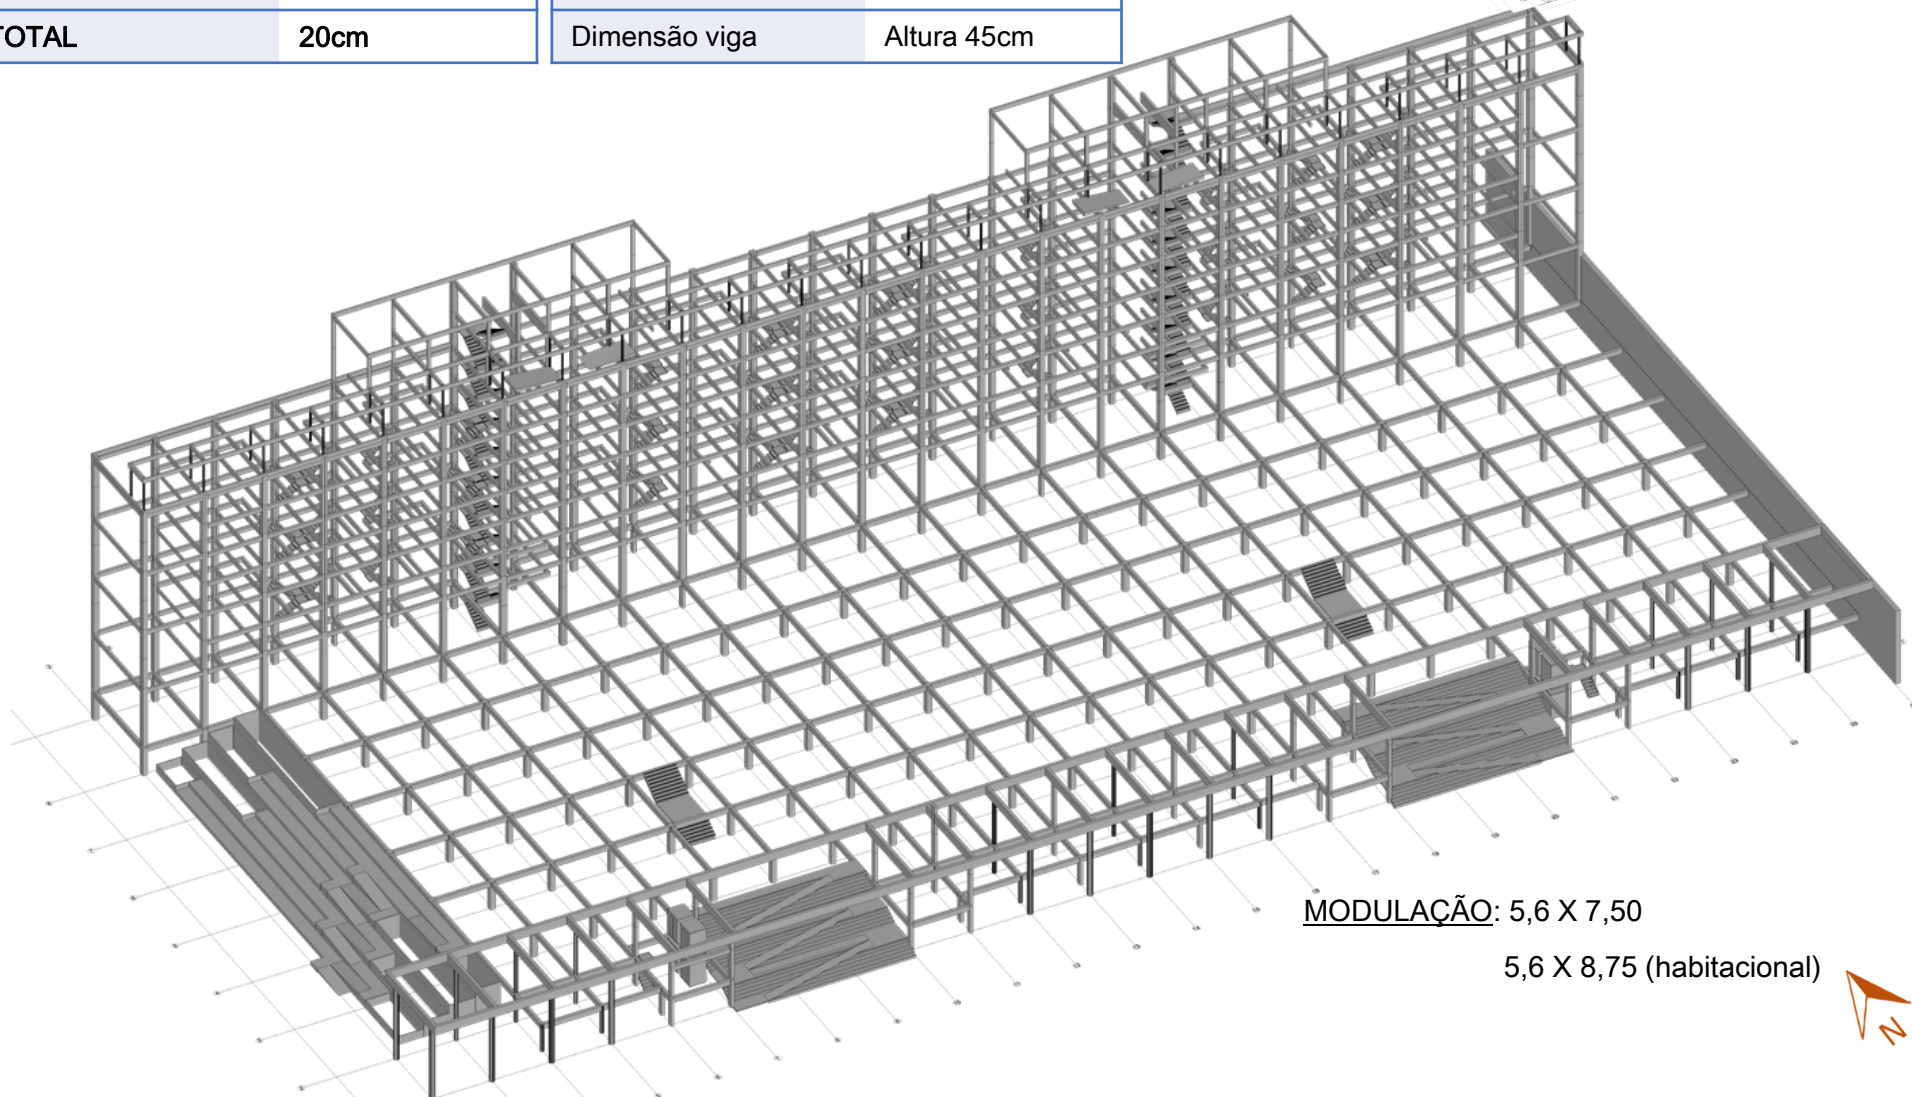 TOTAL 20cm
Dimensão viga Altura 45cm
MODULAÇÃO: 5,6 X 7,50
5,6 X 8,75 (habitacional)
N